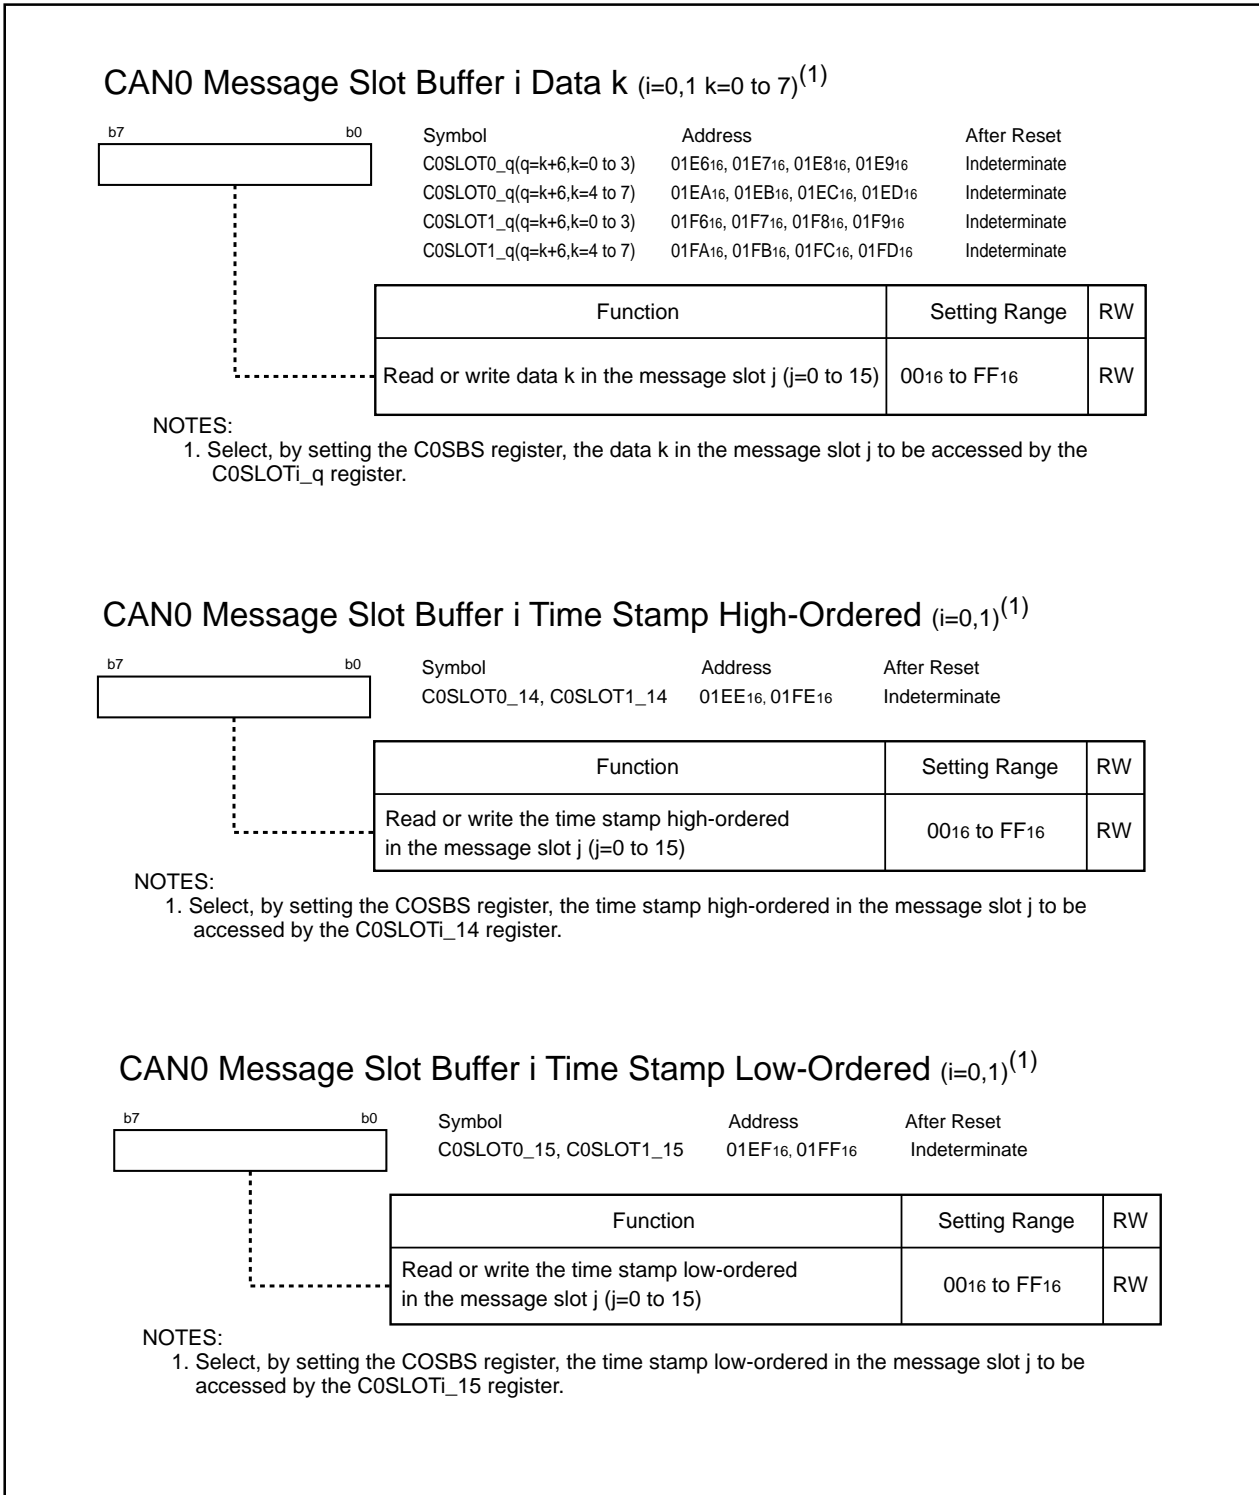 CAN0 Message Slot Buffer i Data k (i=0,1 k=0 to 7)(1)
b7 b0 Symbol Address After Reset
C0SLOT0_q(q=k+6,k=0 to 3) 01E616, 01E716, 01E816, 01E916 Indeterminate
C0SLOT0_q(q=k+6,k=4 to 7) 01EA16, 01EB16, 01EC16, 01ED16 Indeterminate
C0SLOT1_q(q=k+6,k=0 to 3) 01F616, 01F716, 01F816, 01F916 Indeterminate
C0SLOT1_q(q=k+6,k=4 to 7) 01FA16, 01FB16, 01FC16, 01FD16 Indeterminate
Function Setting Range RW
Read or write data k in the message slot j (j=0 to 15) 0016 to FF16 RW
NOTES:
1. Select, by setting the C0SBS register, the data k in the message slot j to be accessed by the
C0SLOTi_q register.
CAN0 Message Slot Buffer i Time Stamp High-Ordered (i=0,1)(1)
b7 b0 Symbol Address After Reset
C0SLOT0_14, C0SLOT1_14 01EE16, 01FE16 Indeterminate
Function Setting Range RW
Read or write the time stamp high-ordered
in the message slot j (j=0 to 15) 0016 to FF16 RW
NOTES:
1. Select, by setting the COSBS register, the time stamp high-ordered in the message slot j to be
accessed by the C0SLOTi_14 register.
CAN0 Message Slot Buffer i Time Stamp Low-Ordered (i=0,1)(1)
b7 b0 Symbol Address After Reset
C0SLOT0_15, C0SLOT1_15 01EF16, 01FF16 Indeterminate
Function Setting Range RW
Read or write the time stamp low-ordered
in the message slot j (j=0 to 15) 0016 to FF16 RW
NOTES:
1. Select, by setting the COSBS register, the time stamp low-ordered in the message slot j to be
accessed by the C0SLOTi_15 register.